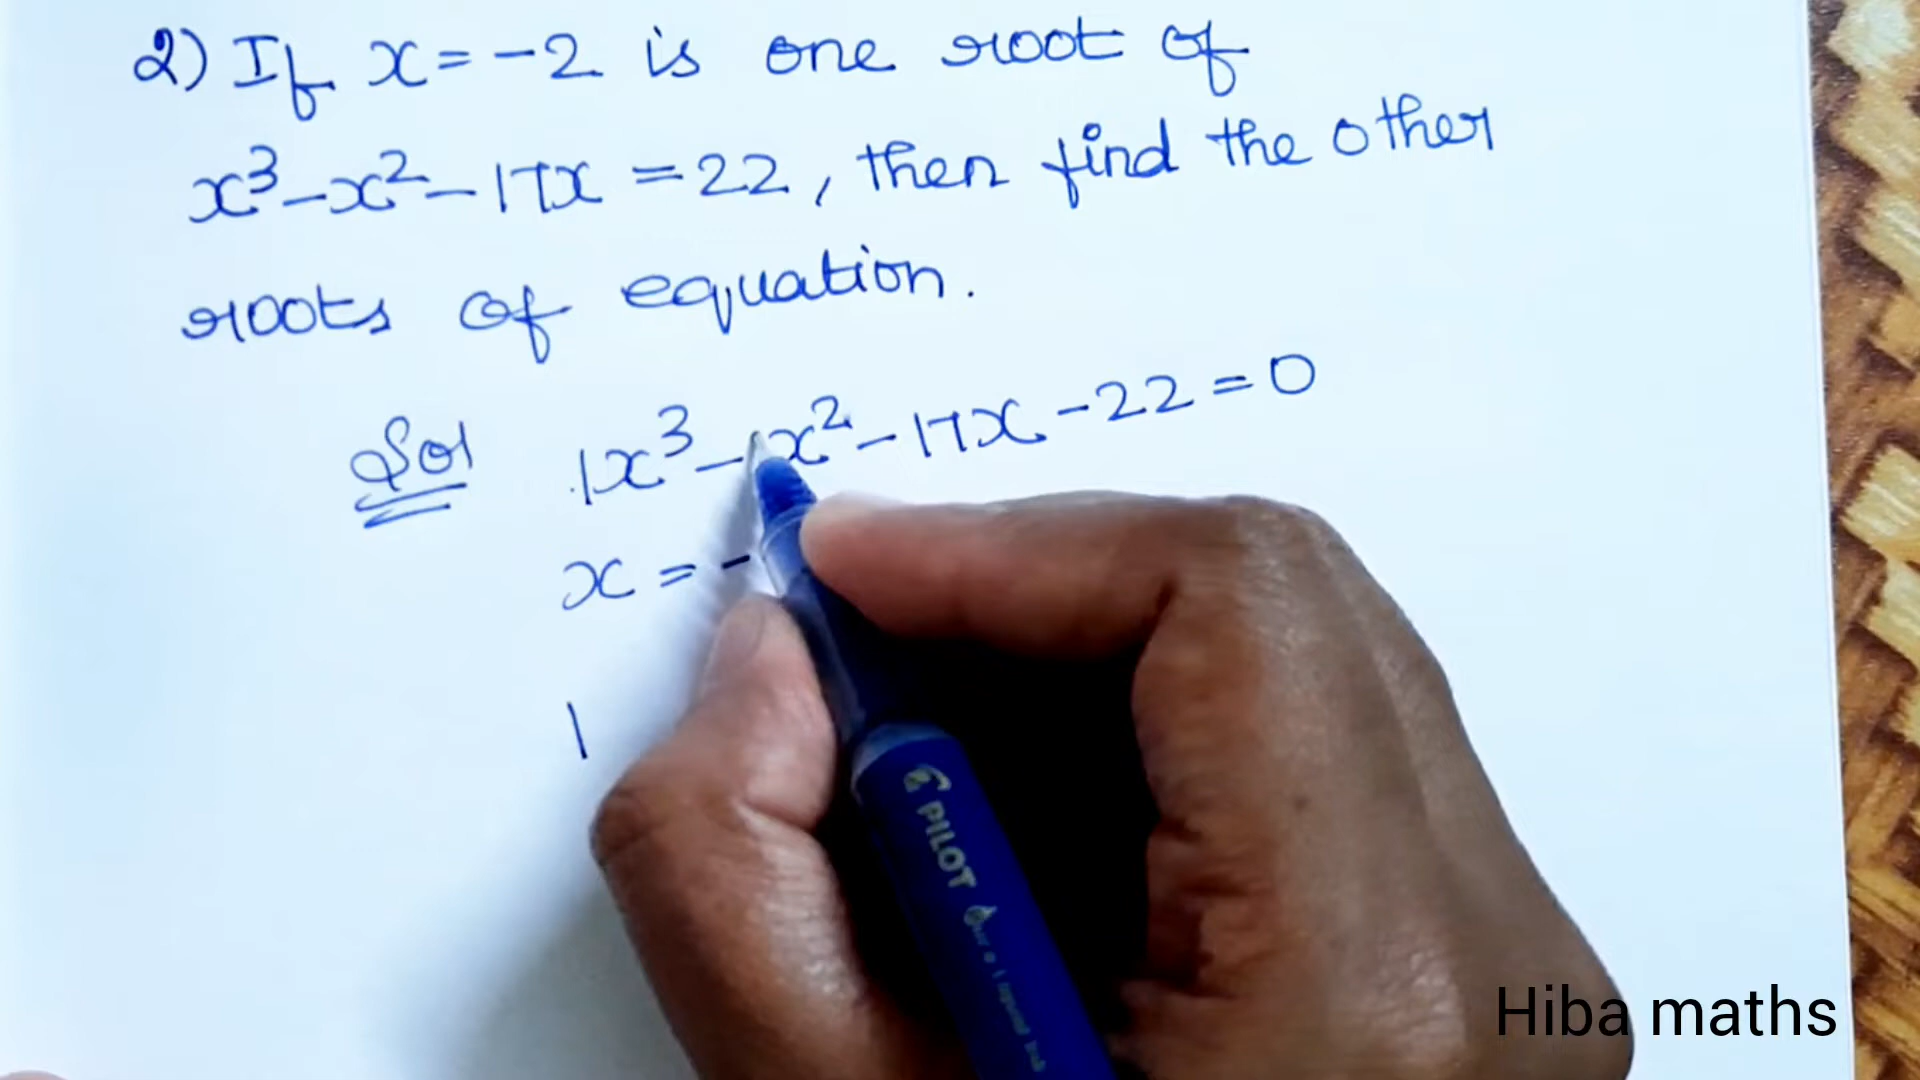 2) If x = -2 is one root of
x³ - x² - 17x = 22, then find the other
roots of equation.
Sol 1x³ - x² - 17x - 22 = 0
x = -
1
PILOT
Hiba maths